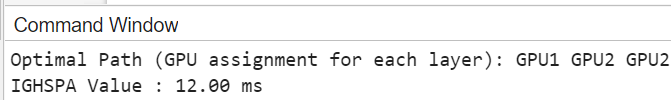 Command Window
Optimal Path (GPU assignment for each layer): GPU1 GPU2 GPU2
IGHSPA Value : 12.00 ms